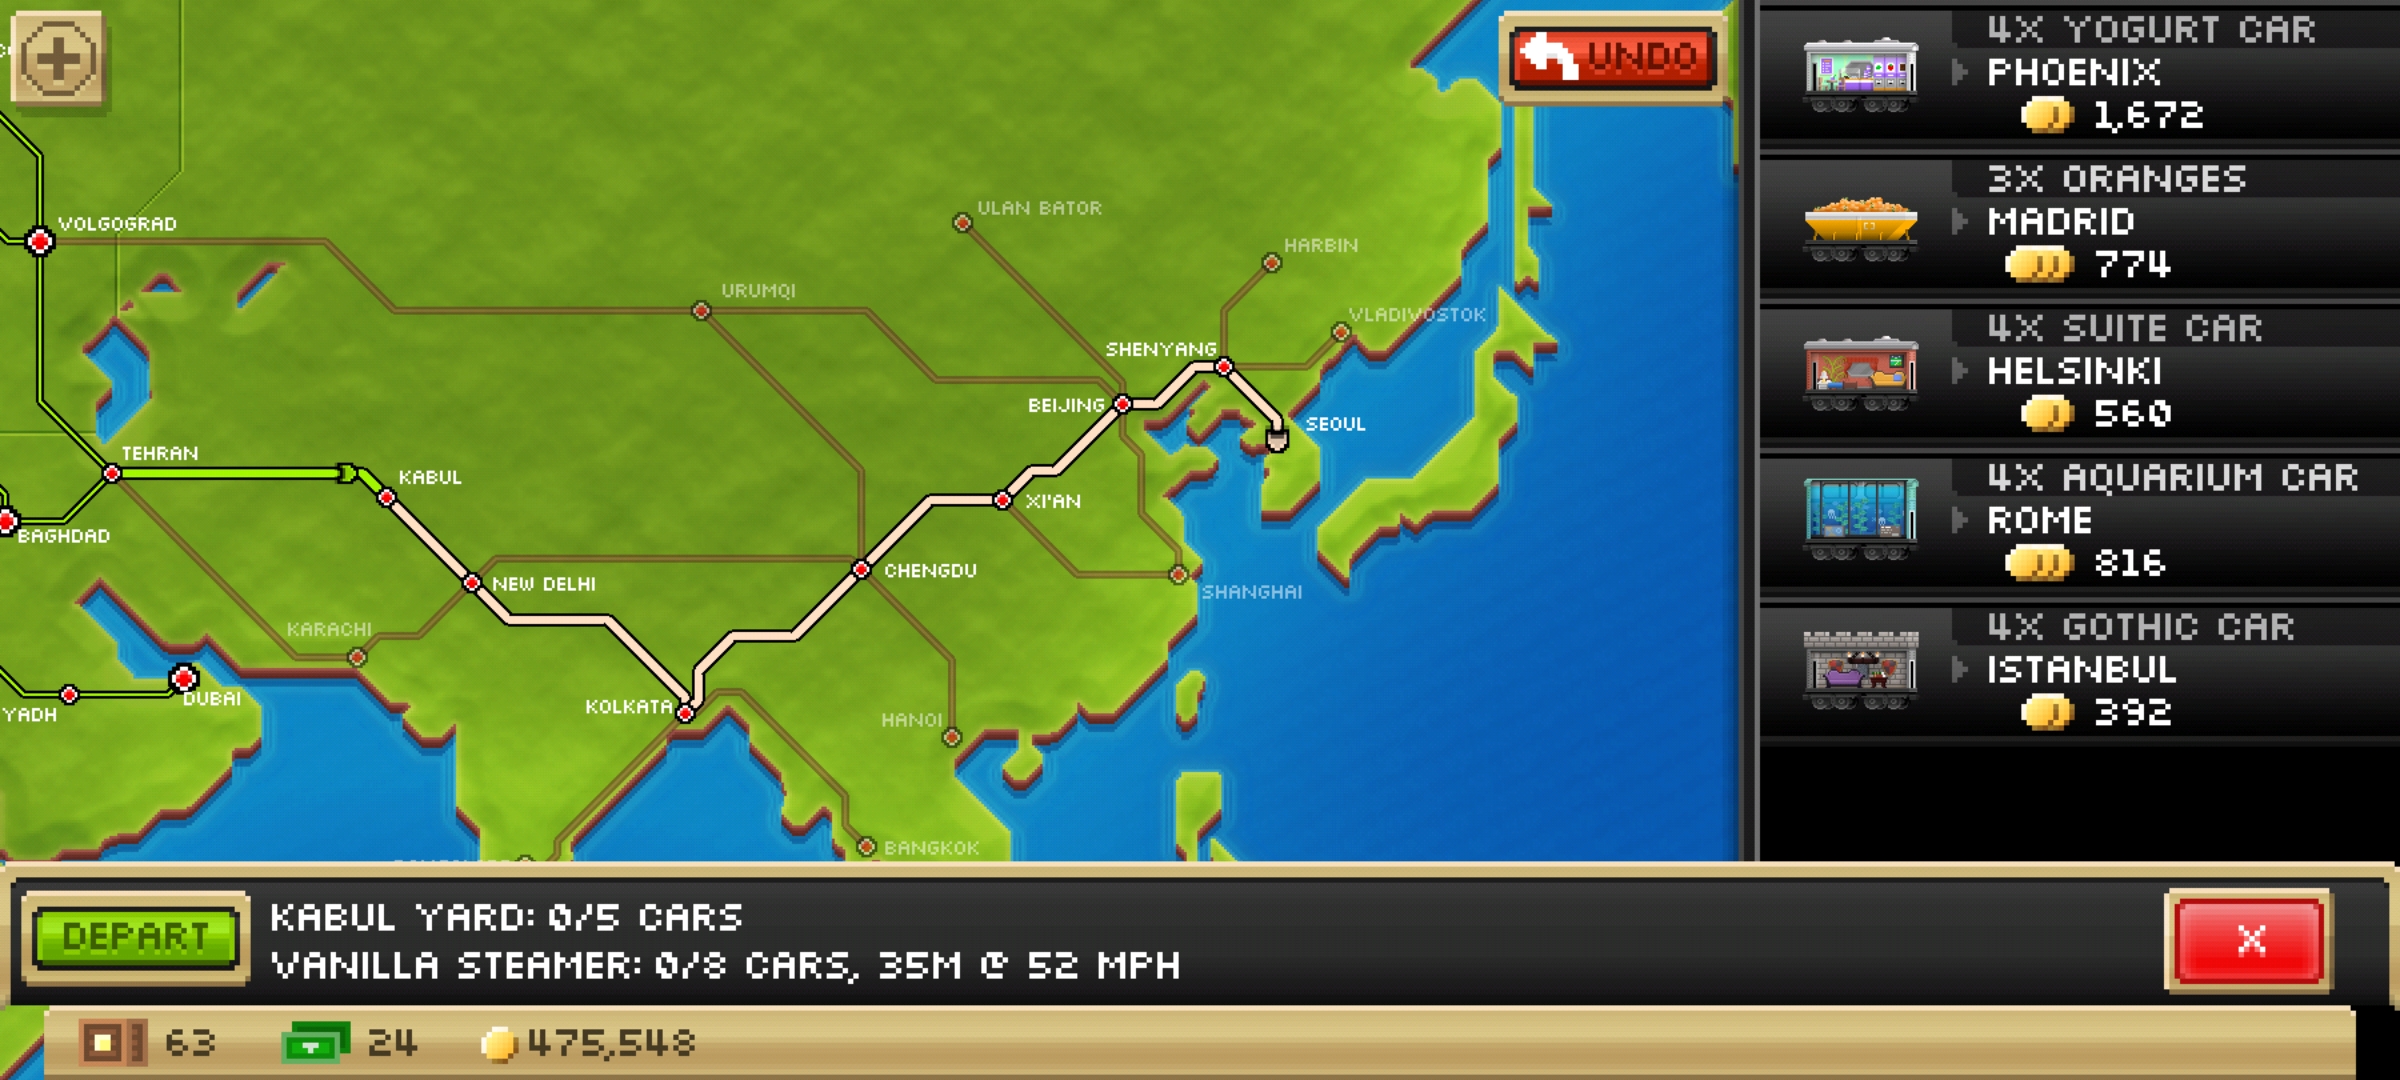 UNDO
VOLGOGRAD
ULAN BATOR
HARBIN
URUMQI
VLADIVOSTOK
SHENYANG
BEIJING
SEOUL
TEHRAN
KABUL
XI'AN
BAGHDAD
NEW DELHI
CHENGDU
SHANGHAI
KARACHI
DUBAI
YADH
KOLKATA
HANOI
BANGKOK
4X YOGURT CAR
PHOENIX
1,672
3X ORANGES
MADRID
774
4X SUITE CAR
HELSINKI
560
4X AQUARIUM CAR
ROME
816
4X GOTHIC CAR
ISTANBUL
392
DEPART
KABUL YARD: 0/5 CARS
VANILLA STEAMER: 0/8 CARS, 35M @ 52 MPH
X
63
24
475,548